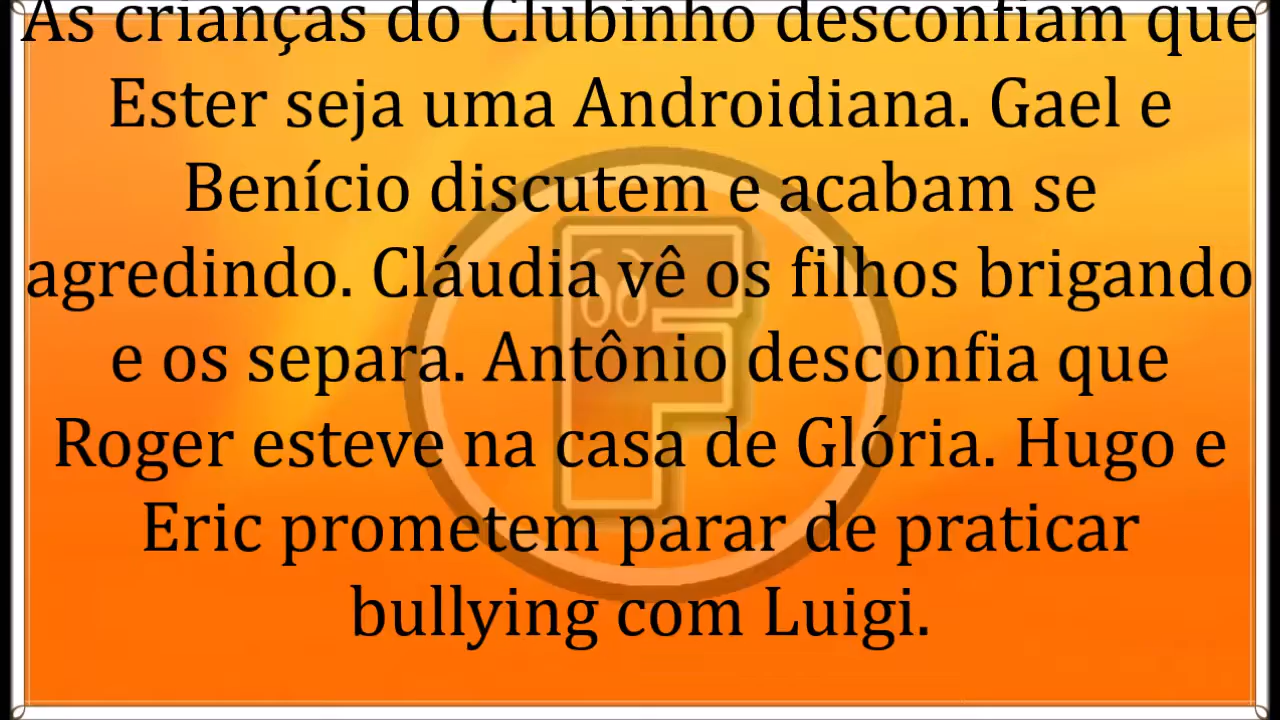 As crianças do Clubinho desconfiam que
Ester seja uma Androidiana. Gael e
Benício discutem e acabam se
agredindo. Cláudia vê os filhos brigando
e os separa. Antônio desconfia que
Roger esteve na casa de Glória. Hugo e
Eric prometem parar de praticar
bullying com Luigi.